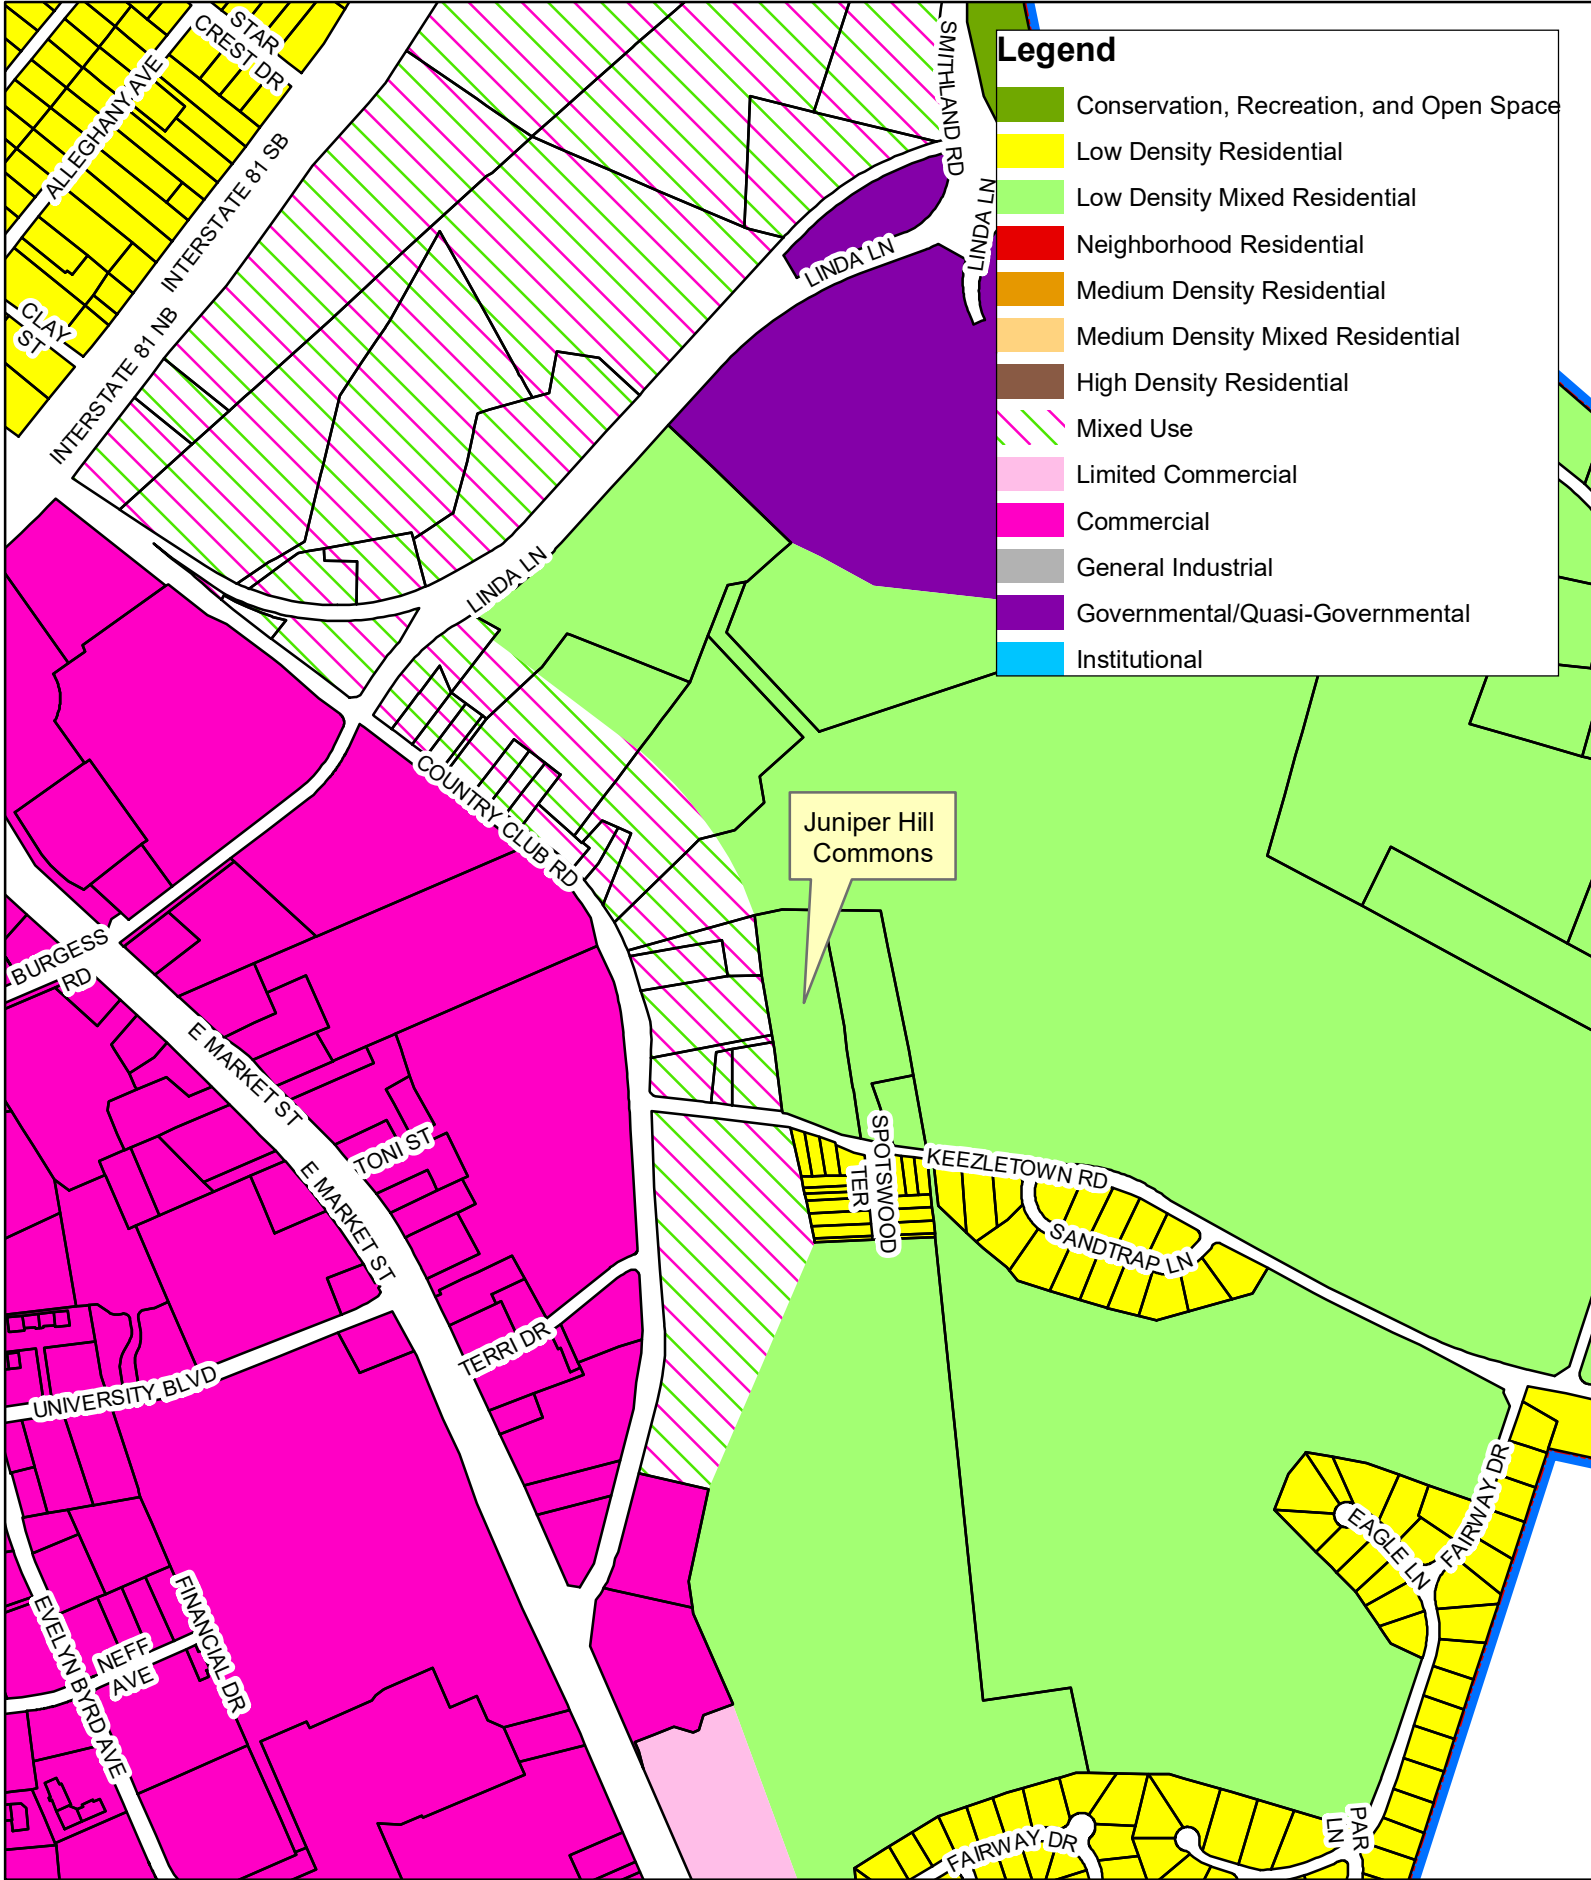 STAR
CREST DR
ALLEGHANY AVE
INTERSTATE 81 SB
INTERSTATE 81 NB
CLAY
ST
SMITHLAND RD
LINDA LN
LINDA LN
LINDA LN
Legend
Conservation, Recreation, and Open Space
Low Density Residential
Low Density Mixed Residential
Neighborhood Residential
Medium Density Residential
Medium Density Mixed Residential
High Density Residential
Mixed Use
Limited Commercial
Commercial
General Industrial
Governmental/Quasi-Governmental
Institutional
COUNTRY CLUB RD
Juniper Hill
Commons
BURGESS
RD
E MARKET ST
E MARKET ST
TONI ST
SPOTSWOOD
TER
KEEZLETOWN RD
SANDTRAP LN
TERRI DR
UNIVERSITY BLVD
FAIRWAY DR
EAGLE LN
EVELYN BYRD AVE
NEFF
AVE
FINANCIAL DR
FAIRWAY DR
PAR
LN